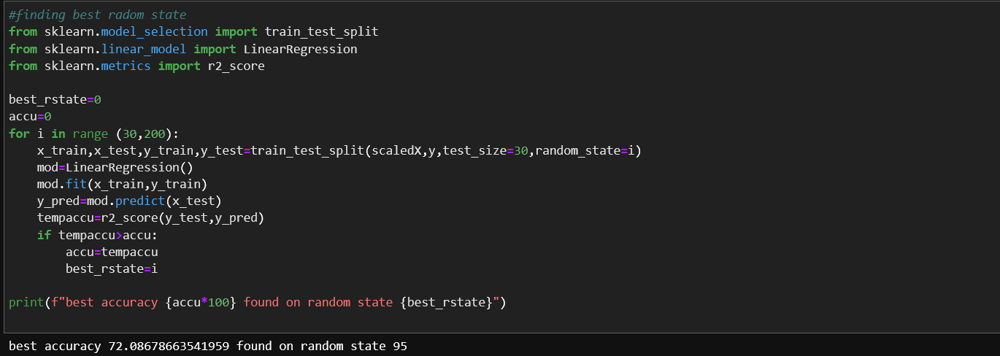 #finding best radom state
from sklearn.model_selection import train_test_split
from sklearn.linear_model import LinearRegression
from sklearn.metrics import r2_score
best_rstate=0
accu=0
for i in range (30,200):
    x_train,x_test,y_train,y_test=train_test_split(scaledX,y,test_size=30,random_state=i)
    mod=LinearRegression()
    mod.fit(x_train,y_train)
    y_pred=mod.predict(x_test)
    tempaccu=r2_score(y_test,y_pred)
    if tempaccu>accu:
        accu=tempaccu
        best_rstate=i
print(f"best accuracy {accu*100} found on random state {best_rstate}")
best accuracy 72.08678663541959 found on random state 95